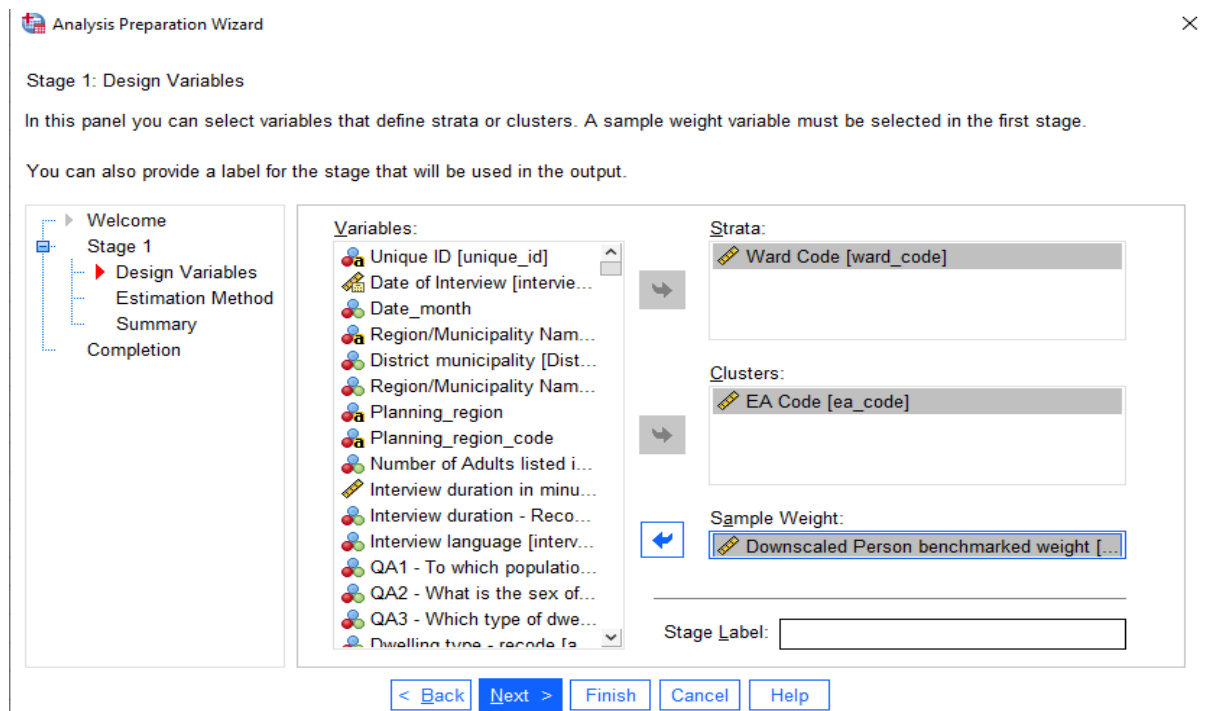 Analysis Preparation Wizard
Stage 1: Design Variables
In this panel you can select variables that define strata or clusters. A sample weight variable must be selected in the first stage.
You can also provide a label for the stage that will be used in the output.
Welcome
Stage 1
Design Variables
Estimation Method
Summary
Completion
Variables:
Unique ID [unique_id]
Date of Interview [intervie...
Date_month
Region/Municipality Nam...
District municipality [Dist...
Region/Municipality Nam...
Planning_region
Planning_region_code
Number of Adults listed i...
Interview duration in minu...
Interview duration - Reco...
Interview language [interv...
QA1 - To which populatio...
QA2 - What is the sex of...
QA3 - Which type of dwe...
Dwelling type - recode [a...
Strata:
Ward Code [ward_code]
Clusters:
EA Code [ea_code]
Sample Weight:
Downscaled Person benchmarked weight [...
Stage Label:
< Back
Next >
Finish
Cancel
Help